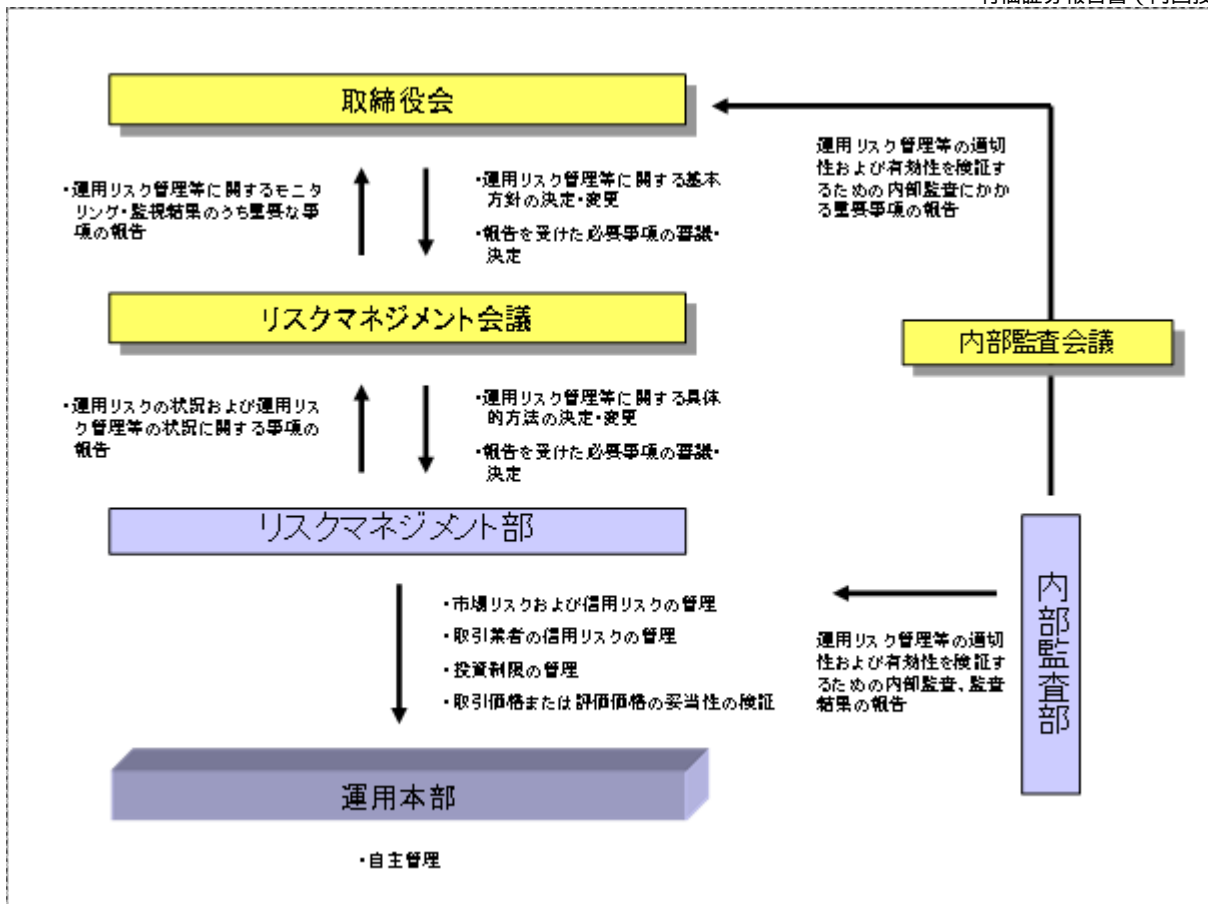 取締役会
・運用リスク管理等に関するモニ
タリング・監視結果のうち重要な事
項の報告
・運用リスク管理等に関する基本
方針の決定・変更
・報告を受けた必要事項の審議・
決定
運用リスク管理等の適切
性および有効性を検証す
るための内部監査にかか
る重要事項の報告
リスクマネジメント会議
内部監査会議
・運用リスクの状況および運用リス
ク管理等の状況に関する事項の
報告
・運用リスク管理等に関する具体
的方法の決定・変更
・報告を受けた必要事項の審議・
決定
リスクマネジメント部
・市場リスクおよび信用リスクの管理
・取引業者の信用リスクの管理
・投資制限の管理
・取引価格または評価価格の妥当性の検証
運用リスク管理等の適切
性および有効性を検証す
るための内部監査、監査
結果の報告
内部監査部
運用本部
・自主管理